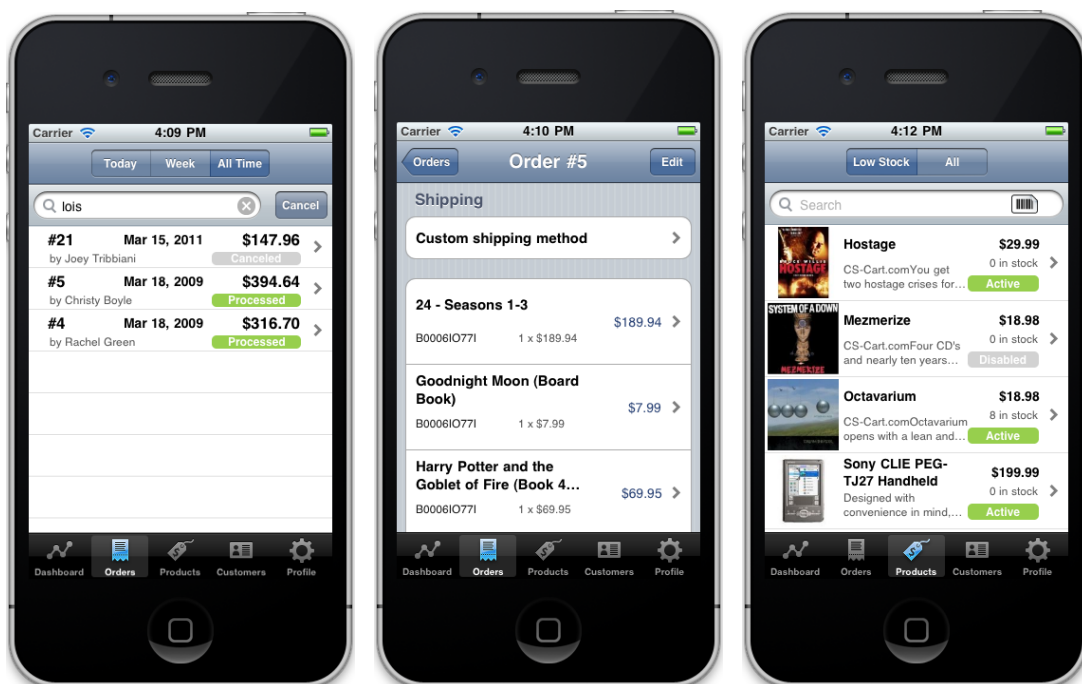 Carrier 4:09 PM
Today Week All Time
lois Cancel
#21 Mar 15, 2011 $147.96
by Joey Tribbiani Canceled
#5 Mar 18, 2009 $394.64
by Christy Boyle Processed
#4 Mar 18, 2009 $316.70
by Rachel Green Processed
Dashboard Orders Products Customers Profile
Carrier 4:10 PM
Orders Order #5 Edit
Shipping
Custom shipping method
24 - Seasons 1-3
$189.94
B0006IO77I 1 x $189.94
Goodnight Moon (Board
Book)
$7.99
B0006IO77I 1 x $7.99
Harry Potter and the
Goblet of Fire (Book 4...
$69.95
B0006IO77I 1 x $69.95
Dashboard Orders Products Customers Profile
Carrier 4:12 PM
Low Stock All
Search
HOSTAGE
Hostage $29.99
0 in stock
CS-Cart.comYou get
two hostage crises for... Active
SYSTEM OF A DOWN
MEZMERIZE
Mezmerize $18.98
0 in stock
CS-Cart.comFour CD's
and nearly ten years... Disabled
Octavarium $18.98
8 in stock
CS-Cart.comOctavarium
opens with a lean and... Active
Sony CLIE PEG-
TJ27 Handheld $199.99
0 in stock
Designed with
convenience in mind,... Active
Dashboard Orders Products Customers Profile